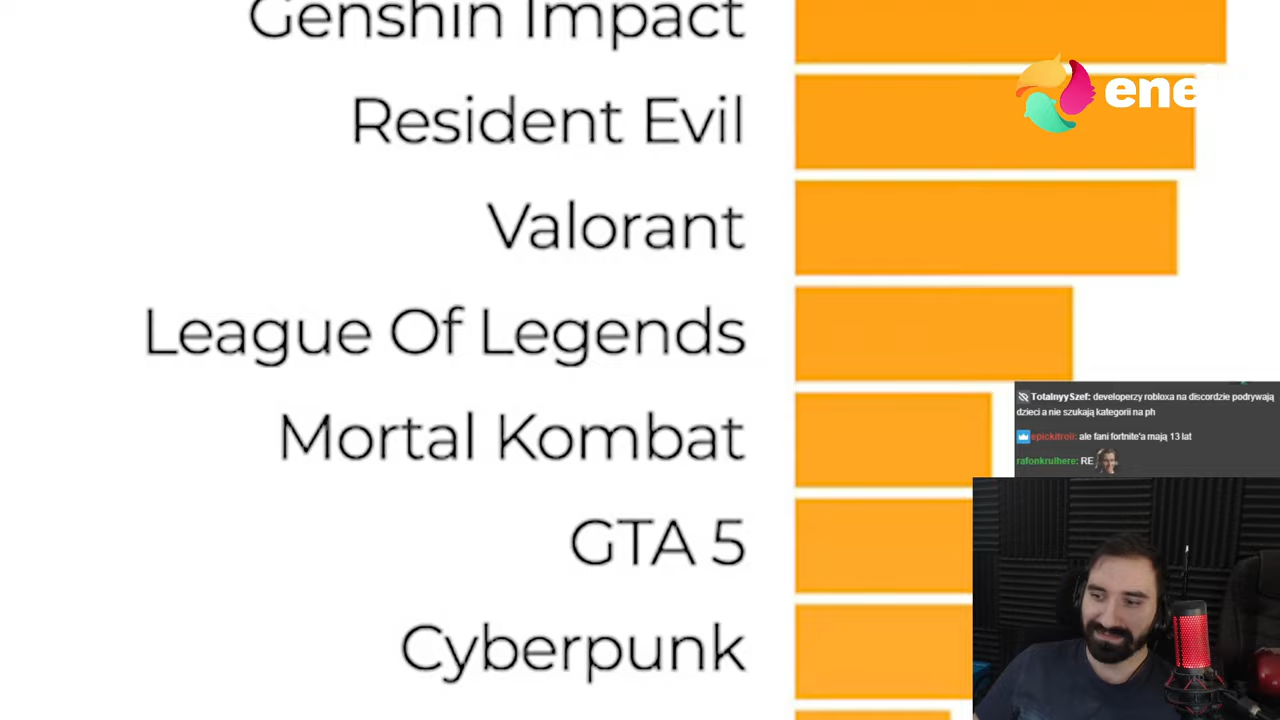 Genshin Impact
ene
Resident Evil
Valorant
League Of Legends
TotalnyySzef: developerzy robloxa na discordzie podrywają
dzieci a nie szukają kategorii na ph
Mortal Kombat
epickitroii: ale fani fortnite'a mają 13 lat
rafonkrulhere: RE
GTA 5
Cyberpunk